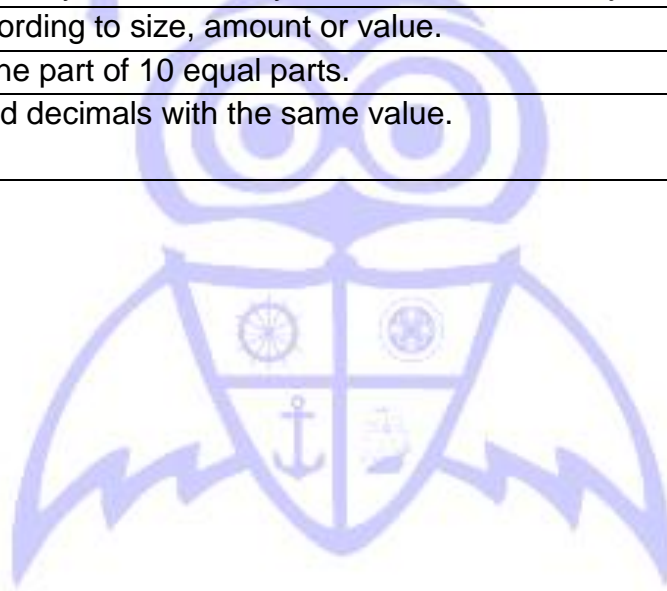 ording to size, amount or value.
ne part of 10 equal parts.
d decimals with the same value.